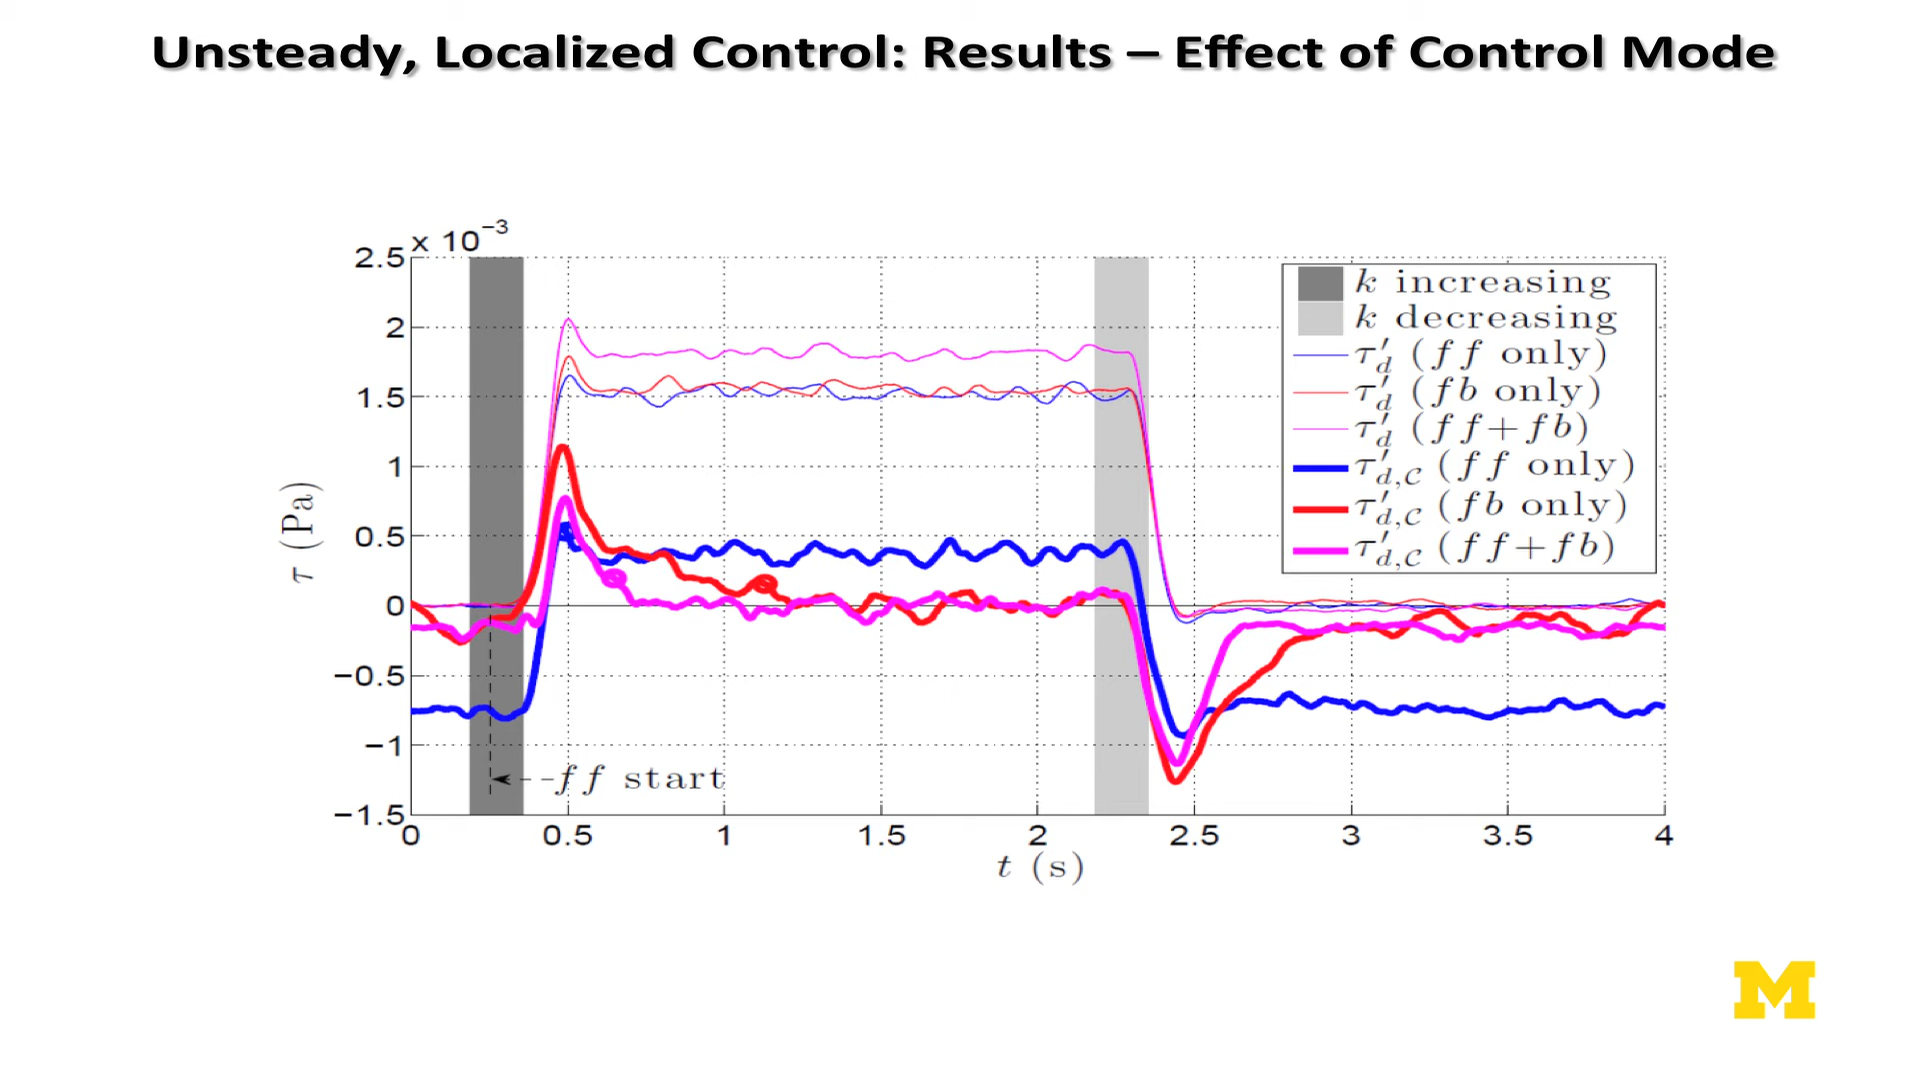 Unsteady, Localized Control: Results – Effect of Control Mode
× 10⁻³
2.5
2
1.5
1
0.5
0
−0.5
−1
−1.5
τ (Pa)
k increasing
k decreasing
τ′d (ff only)
τ′d (fb only)
τ′d (ff+fb)
τ′d,C (ff only)
τ′d,C (fb only)
τ′d,C (ff+fb)
ff start
0 0.5 1 1.5 2 2.5 3 3.5 4
t (s)
M